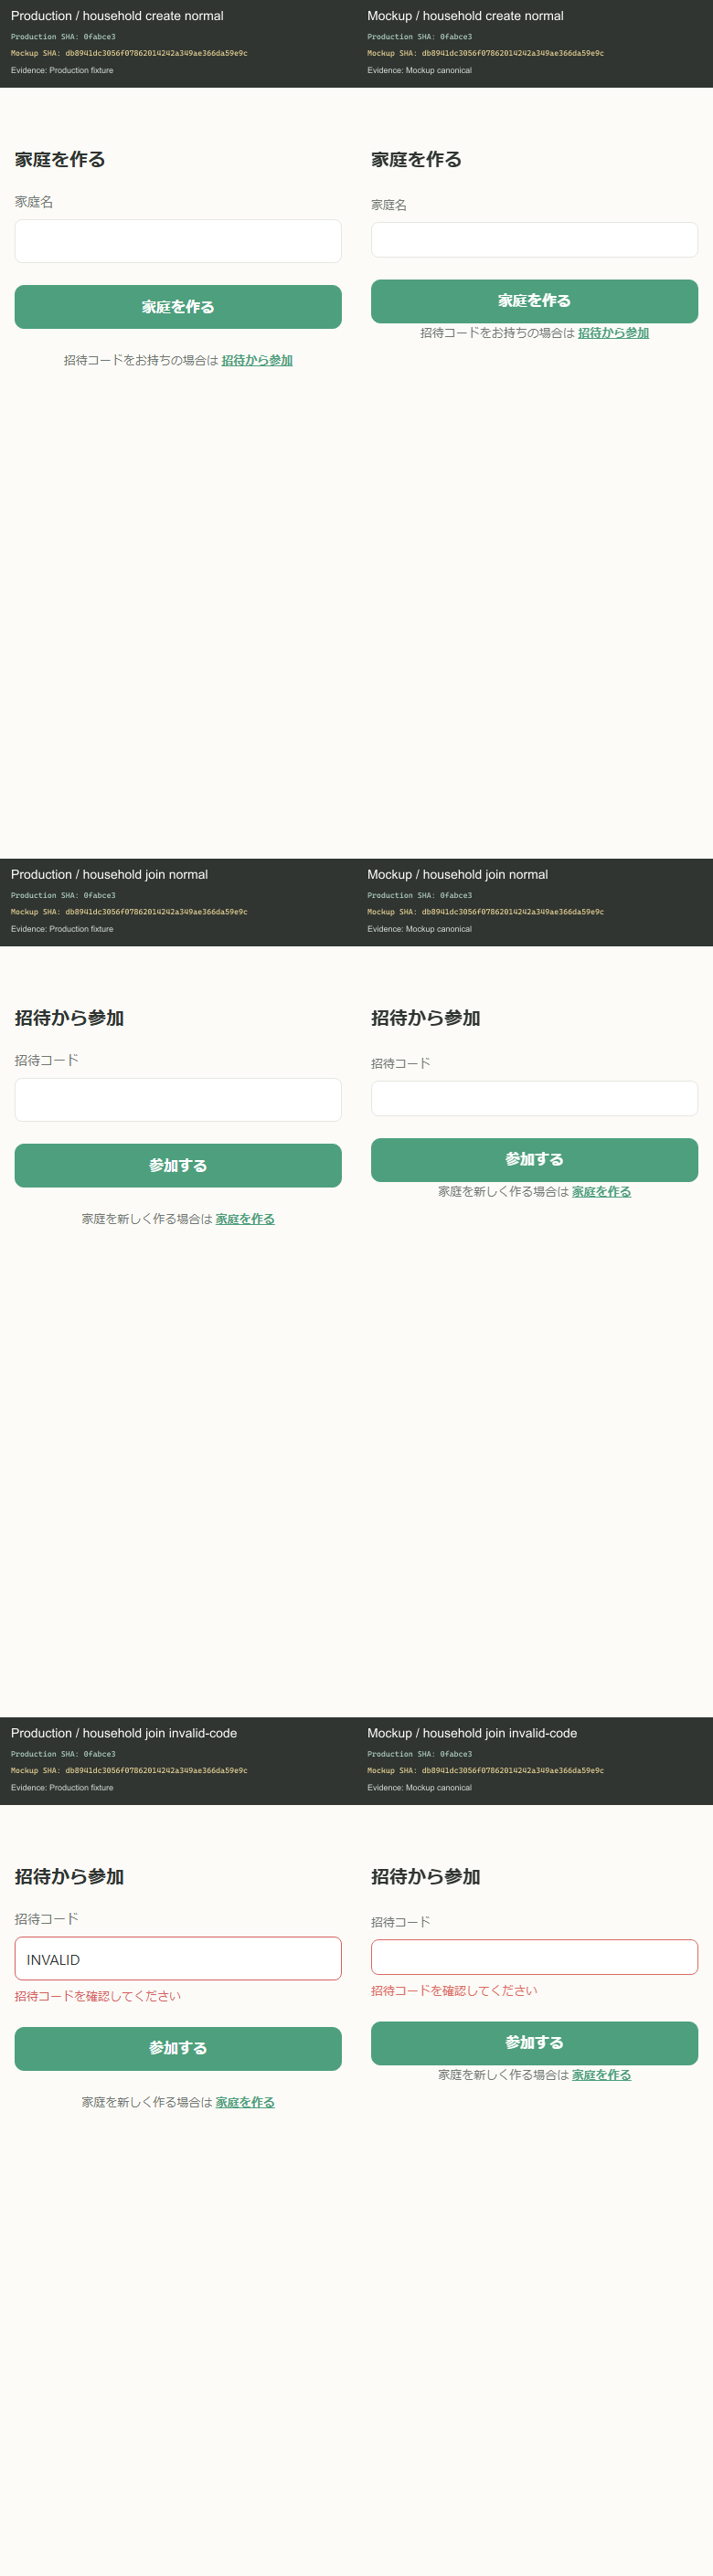 Production / household create normal
Production SHA: 0fabce3
Mockup SHA: db8941dc3056f07862014242a349ae366da59e9c
Evidence: Production fixture
家庭を作る
家庭名
家庭を作る
招待コードをお持ちの場合は 招待から参加
Mockup / household create normal
Production SHA: 0fabce3
Mockup SHA: db8941dc3056f07862014242a349ae366da59e9c
Evidence: Mockup canonical
家庭を作る
家庭名
家庭を作る
招待コードをお持ちの場合は 招待から参加
Production / household join normal
Production SHA: 0fabce3
Mockup SHA: db8941dc3056f07862014242a349ae366da59e9c
Evidence: Production fixture
招待から参加
招待コード
参加する
家庭を新しく作る場合は 家庭を作る
Mockup / household join normal
Production SHA: 0fabce3
Mockup SHA: db8941dc3056f07862014242a349ae366da59e9c
Evidence: Mockup canonical
招待から参加
招待コード
参加する
家庭を新しく作る場合は 家庭を作る
Production / household join invalid-code
Production SHA: 0fabce3
Mockup SHA: db8941dc3056f07862014242a349ae366da59e9c
Evidence: Production fixture
招待から参加
招待コード
INVALID
招待コードを確認してください
参加する
家庭を新しく作る場合は 家庭を作る
Mockup / household join invalid-code
Production SHA: 0fabce3
Mockup SHA: db8941dc3056f07862014242a349ae366da59e9c
Evidence: Mockup canonical
招待から参加
招待コード
招待コードを確認してください
参加する
家庭を新しく作る場合は 家庭を作る